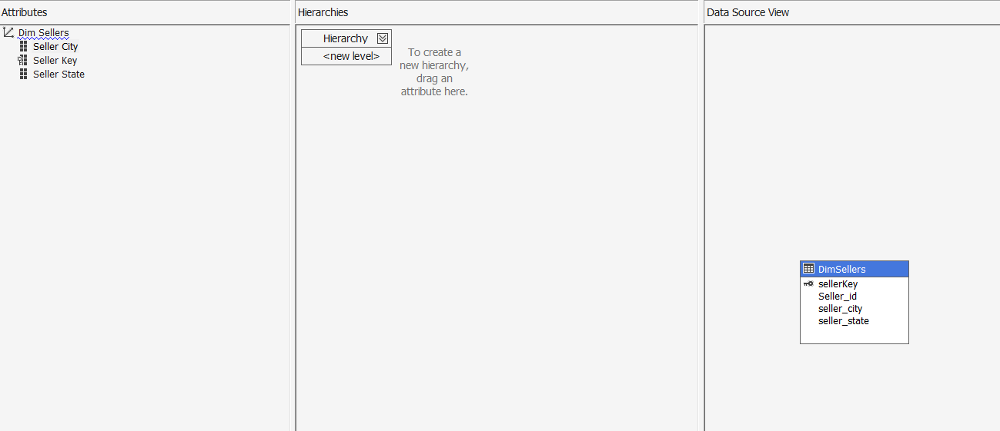 Attributes
Dim Sellers
Seller City
Seller Key
Seller State
Hierarchies
Hierarchy
<new level>
To create a
new hierarchy,
drag an
attribute here.
Data Source View
DimSellers
sellerKey
Seller_id
seller_city
seller_state